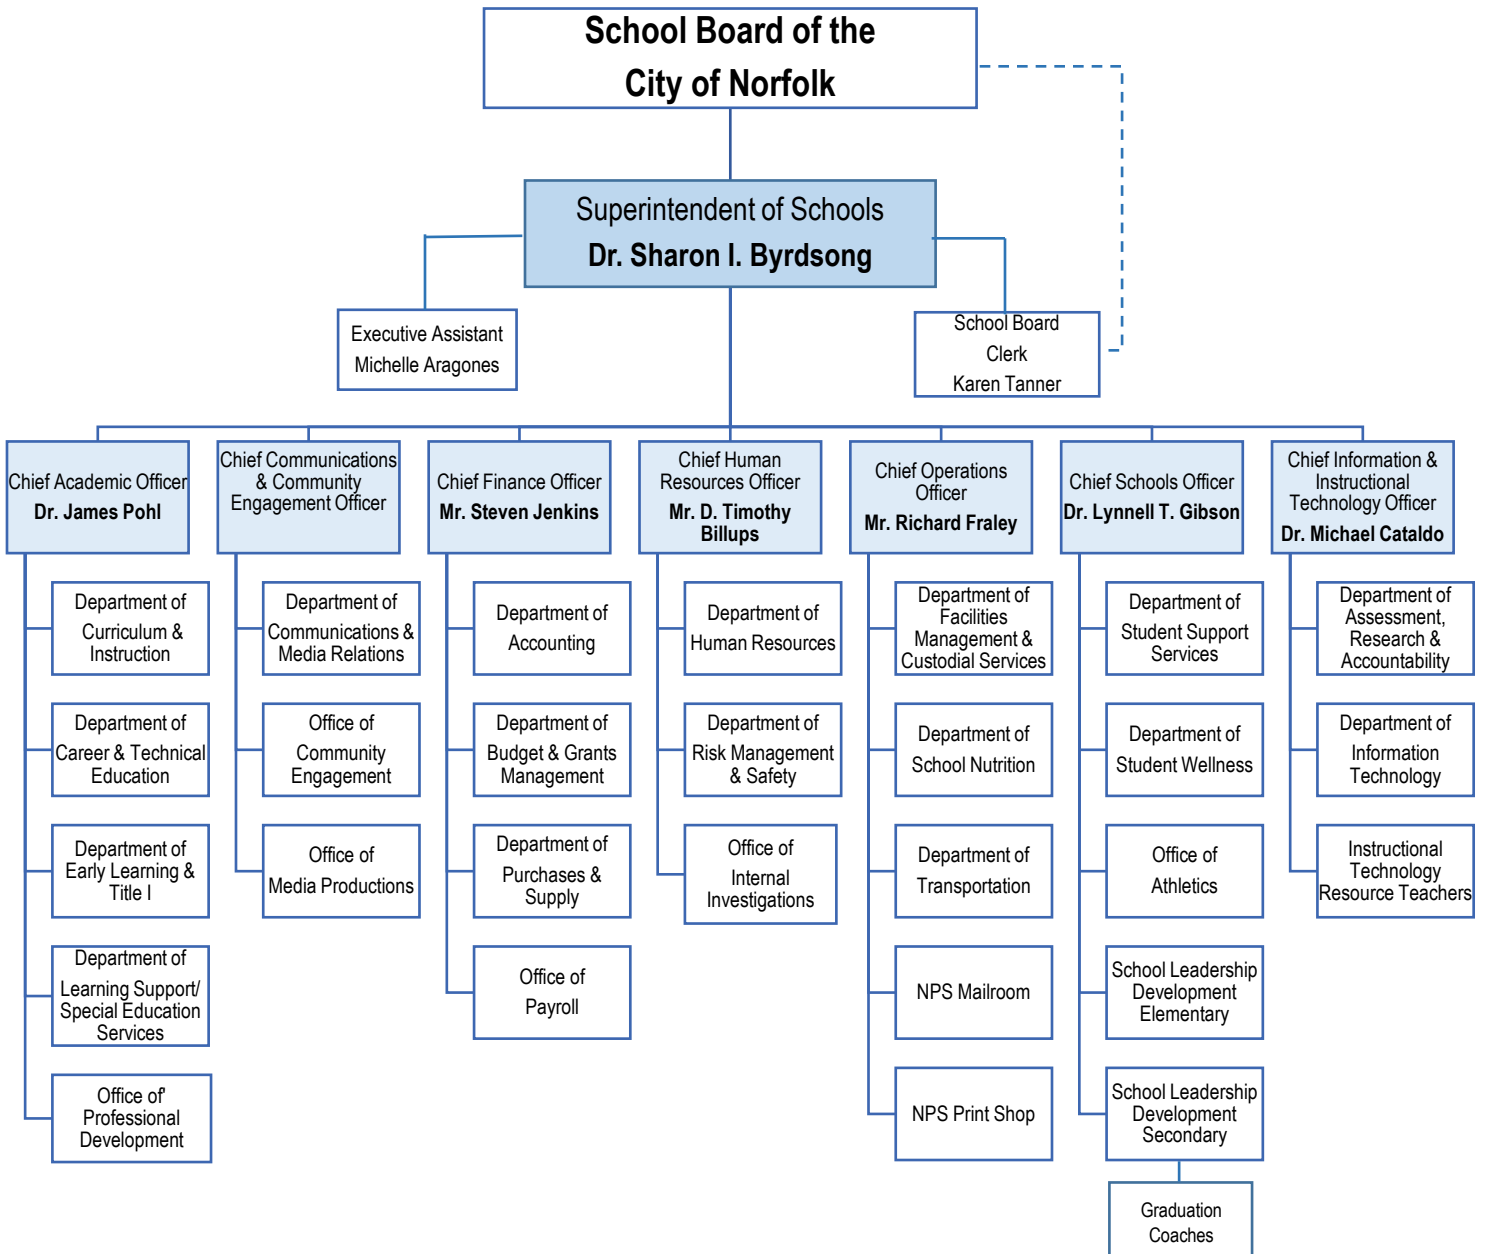 School Board of the
City of Norfolk
Superintendent of Schools
Dr. Sharon I. Byrdsong
Executive Assistant
Michelle Aragones
School Board
Clerk
Karen Tanner
Chief Academic Officer
Dr. James Pohl
Chief Communications
& Community
Engagement Officer
Chief Finance Officer
Mr. Steven Jenkins
Chief Human
Resources Officer
Mr. D. Timothy
Billups
Chief Operations
Officer
Mr. Richard Fraley
Chief Schools Officer
Dr. Lynnell T. Gibson
Chief Information &
Instructional
Technology Officer
Dr. Michael Cataldo
Department of
Curriculum &
Instruction
Department of
Career & Technical
Education
Department of
Early Learning &
Title I
Department of
Learning Support/
Special Education
Services
Office of'
Professional
Development
Department of
Communications &
Media Relations
Office of
Community
Engagement
Office of
Media Productions
Department of
Accounting
Department of
Budget & Grants
Management
Department of
Purchases &
Supply
Office of
Payroll
Department of
Human Resources
Department of
Risk Management
& Safety
Office of
Internal
Investigations
Department of
Facilities
Management &
Custodial Services
Department of
School Nutrition
Department of
Transportation
NPS Mailroom
NPS Print Shop
Department of
Student Support
Services
Department of
Student Wellness
Office of
Athletics
School Leadership
Development
Elementary
School Leadership
Development
Secondary
Graduation
Coaches
Department of
Assessment,
Research &
Accountability
Department of
Information
Technology
Instructional
Technology
Resource Teachers